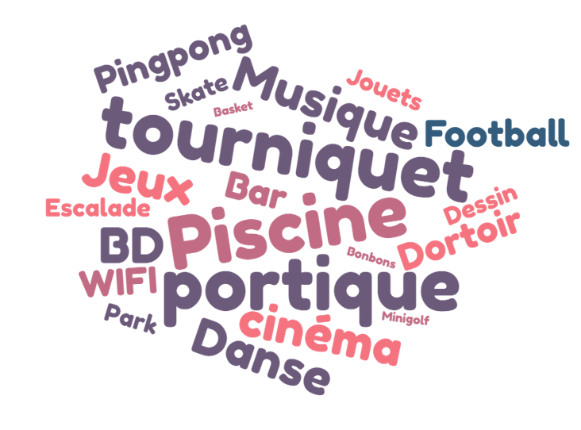 Pingpong
Skate
Musique
Jouets
Basket
tourniquet
Football
Jeux
Bar
Escalade
Piscine
Dessin
Dortoir
BD
Bonbons
WIFI
portique
Park
cinéma
Minigolf
Danse